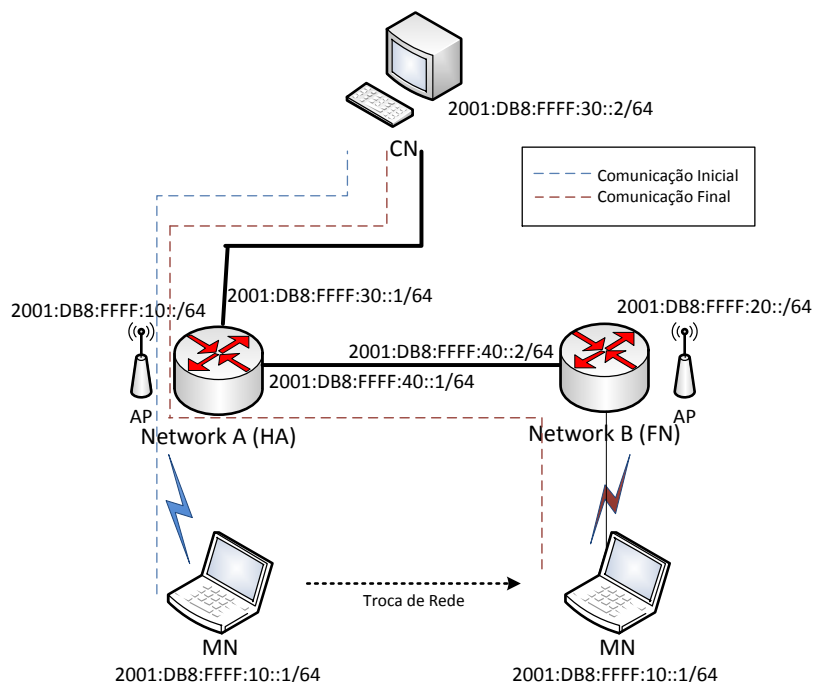 2001:DB8:FFFF:30::2/64
CN
Comunicação Inicial
Comunicação Final
2001:DB8:FFFF:30::1/64
2001:DB8:FFFF:10::/64
2001:DB8:FFFF:20::/64
2001:DB8:FFFF:40::2/64
2001:DB8:FFFF:40::1/64
AP
AP
Network A (HA)
Network B (FN)
Troca de Rede
MN
MN
2001:DB8:FFFF:10::1/64
2001:DB8:FFFF:10::1/64